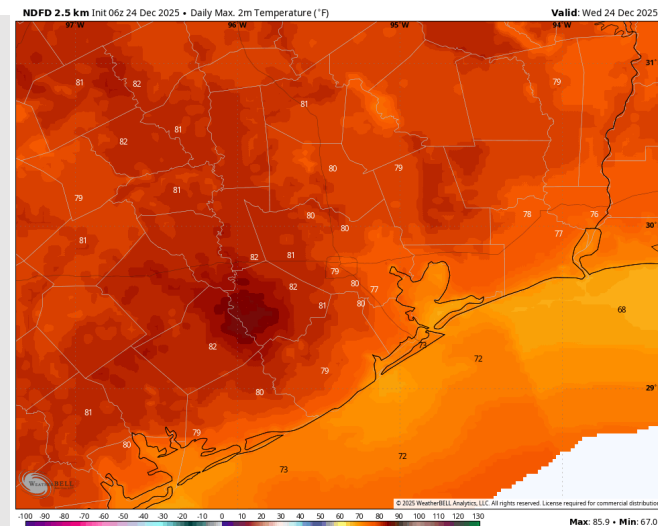 NDFD 2.5 km Init 06z 24 Dec 2025 • Daily Max. 2m Temperature (°F) Valid: Wed 24 Dec 2025
97°W 96°W 95°W 94°W
31°
81 82 79
81
81
82
80 79
81
79
80 78 76
80 77
81
30°
82 81
79
82 80 77
81 80
68
82
73
72
79
29°
80
81
79
80
72
73
WEATHERBELL
© 2025 WeatherBELL Analytics, LLC. All rights reserved. License required for commercial distributio
-100 -90 -80 -70 -60 -50 -40 -30 -20 -10 0 10 20 30 40 50 60 70 80 90 100 110 120 130
Max: 85.9 • Min: 67.0